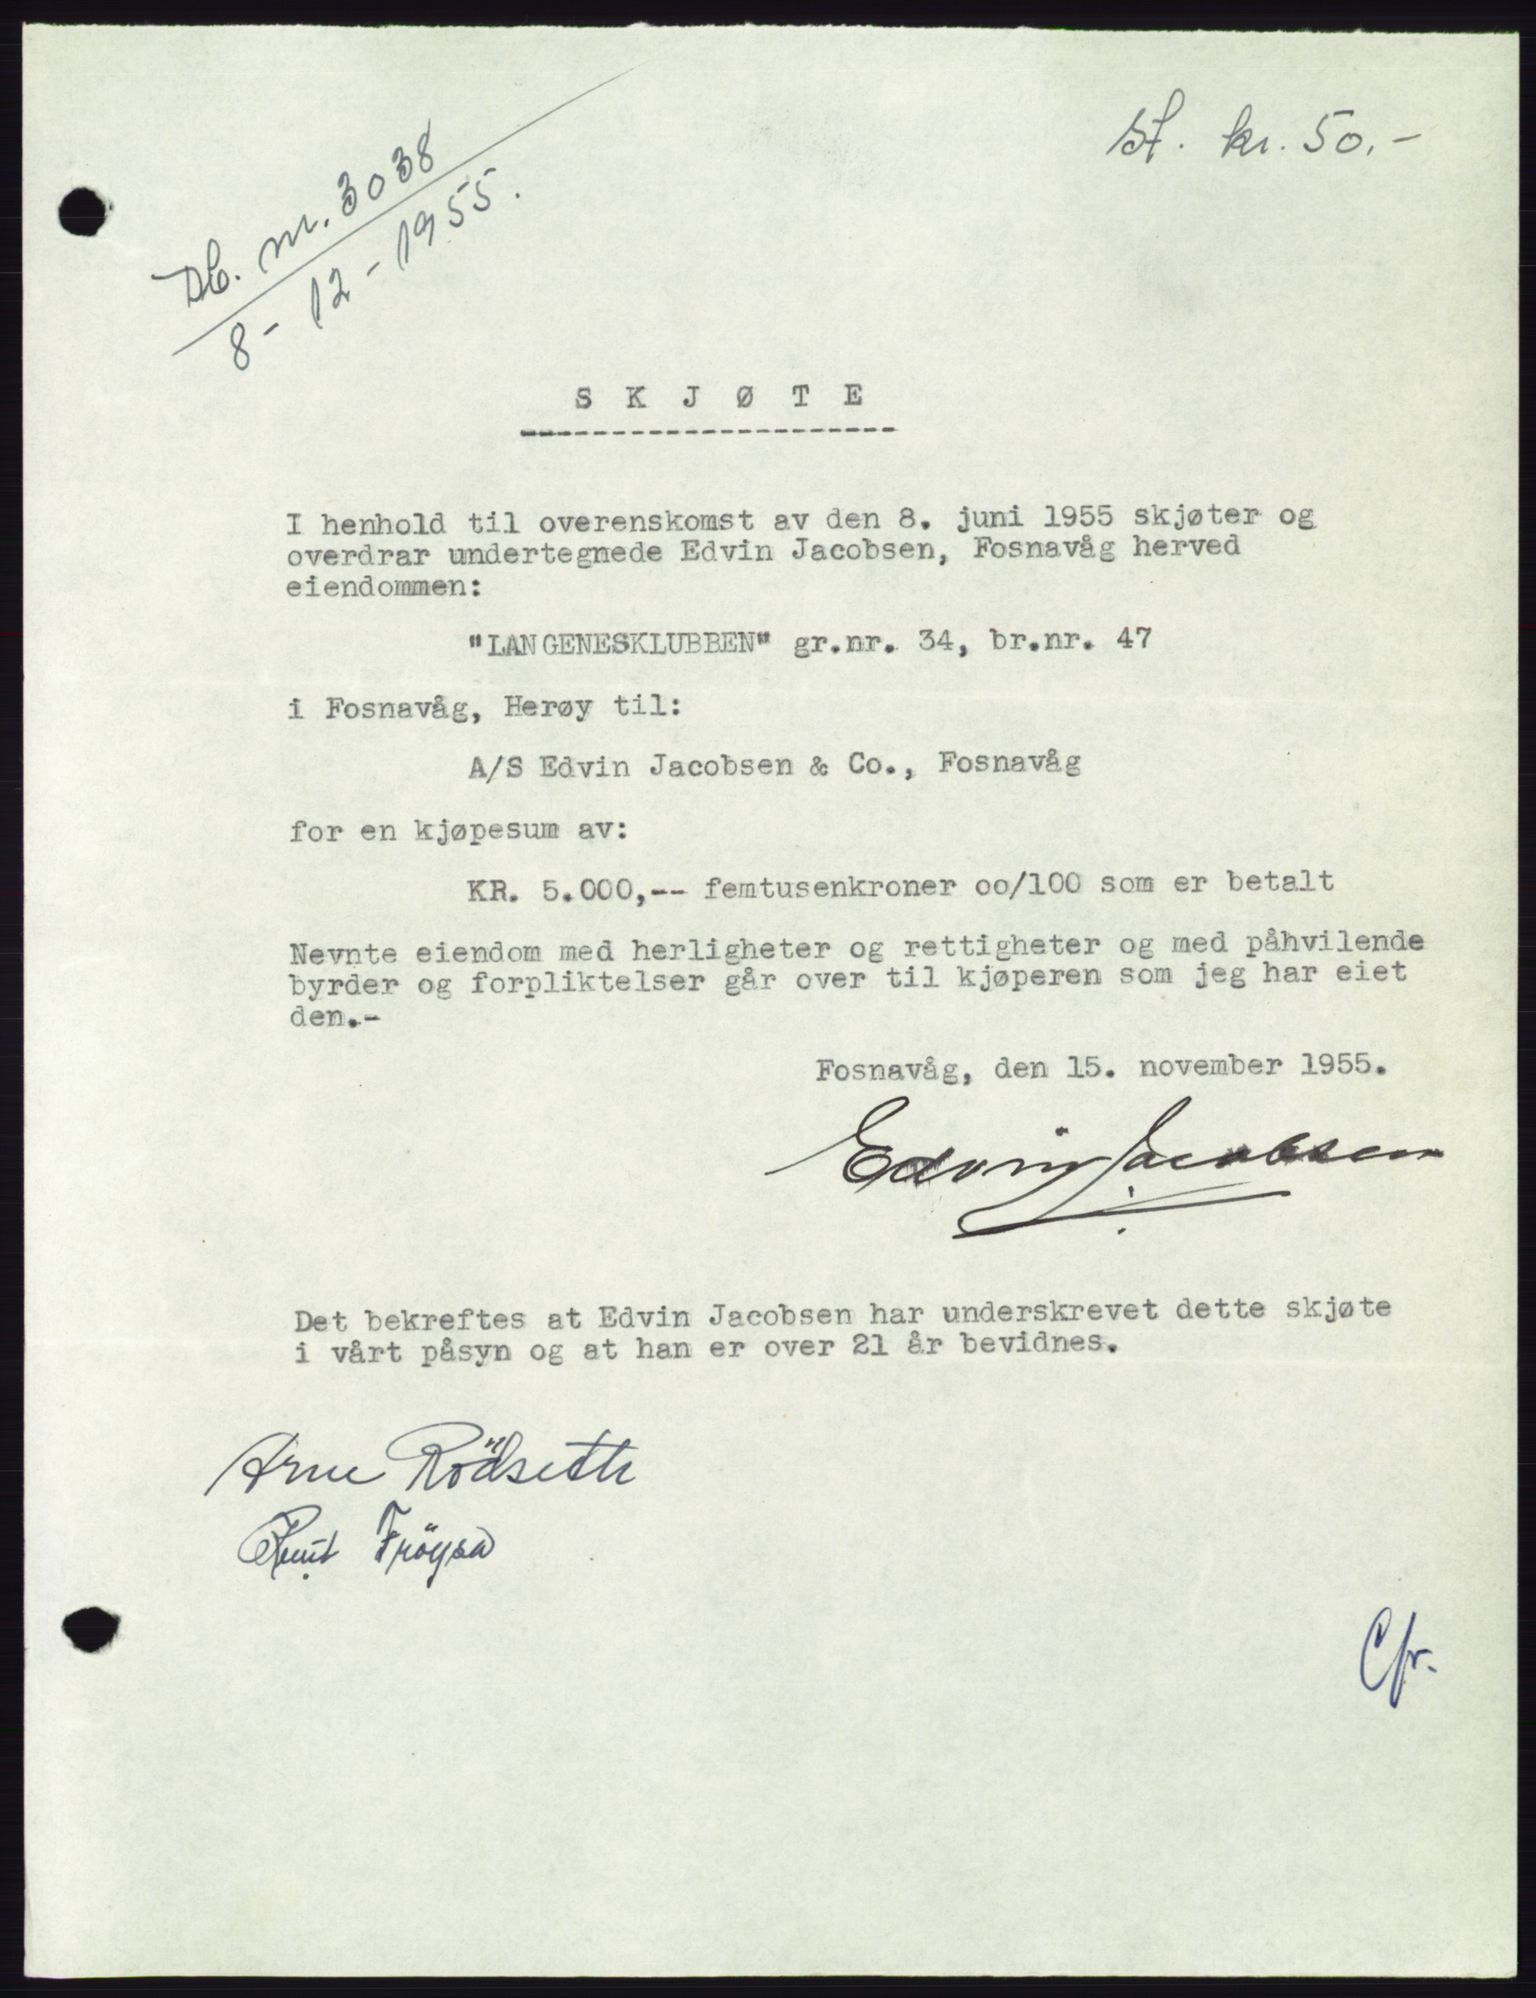 Db. nr. 3038
8-12-1955.
st. kr. 50.-
SKJØTE
I henhold til overenskomst av den 8. juni 1955 skjøter og
overdrar undertegnede Edvin Jacobsen, Fosnavåg herved
eiendommen:
"LANGENESKLUBBEN" gr.nr. 34, br.nr. 47
i Fosnavåg, Herøy til:
A/S Edvin Jacobsen & Co., Fosnavåg
for en kjøpesum av:
KR. 5.000,-- femtusenkroner oo/100 som er betalt
Nevnte eiendom med herligheter og rettigheter og med påhvilende
byrder og forpliktelser går over til kjøperen som jeg har eiet
den.-
Fosnavåg, den 15. november 1955.
Edvin Jacobsen
Det bekreftes at Edvin Jacobsen har underskrevet dette skjøte
i vårt påsyn og at han er over 21 år bevidnes.
Arne Rödseth
Knut Fröysa
Cfr.